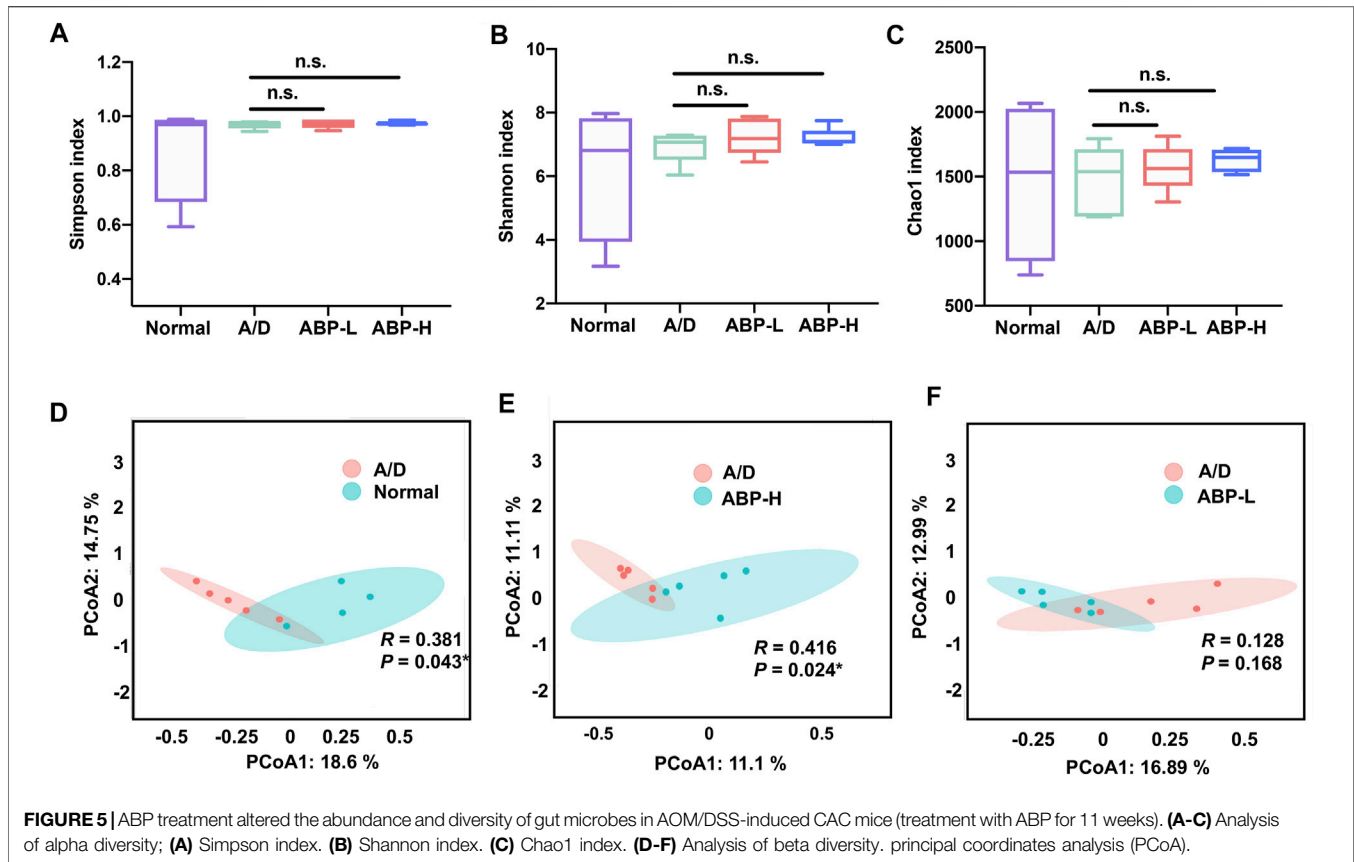 A
1.2
1.0
0.8
0.6
0.4
Simpson index
n.s.
n.s.
Normal A/D ABP-L ABP-H
B
10
8
6
4
2
Shannon index
n.s.
n.s.
Normal A/D ABP-L ABP-H
C
2500
2000
1500
1000
500
Chao1 index
n.s.
n.s.
Normal A/D ABP-L ABP-H
D
3
2
1
0
-1
-2
PCoA2: 14.75 %
A/D
Normal
R = 0.381
P = 0.043*
-0.5 -0.25 0 0.25 0.5
PCoA1: 18.6 %
E
3
2
1
0
-1
-2
PCoA2: 11.11 %
A/D
ABP-H
R = 0.416
P = 0.024*
-0.5 0 0.5
PCoA1: 11.1 %
F
3
2
1
0
-1
-2
PCoA2: 12.99 %
A/D
ABP-L
R = 0.128
P = 0.168
-0.25 0 0.25 0.5
PCoA1: 16.89 %
FIGURE 5 | ABP treatment altered the abundance and diversity of gut microbes in AOM/DSS-induced CAC mice (treatment with ABP for 11 weeks). (A-C) Analysis
of alpha diversity; (A) Simpson index. (B) Shannon index. (C) Chao1 index. (D-F) Analysis of beta diversity. principal coordinates analysis (PCoA).